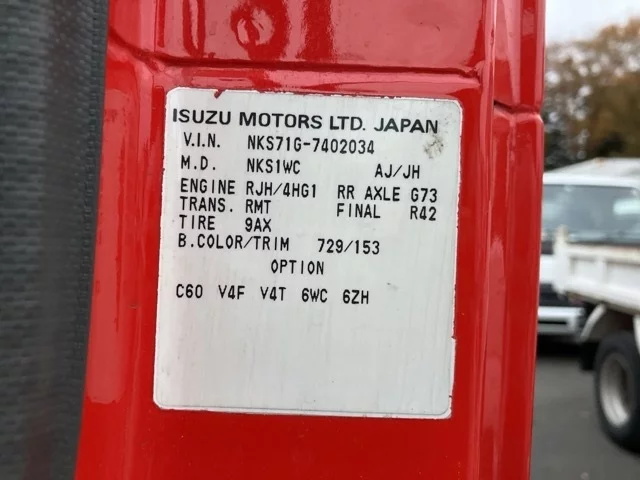 ISUZU MOTORS LTD. JAPAN
V.I.N. NKS71G-7402034
M.D. NKS1WC AJ/JH
ENGINE RJH/4HG1 RR AXLE G73
TRANS. RMT FINAL R42
TIRE 9AX
B.COLOR/TRIM 729/153
OPTION
C60 V4F V4T 6WC 6ZH